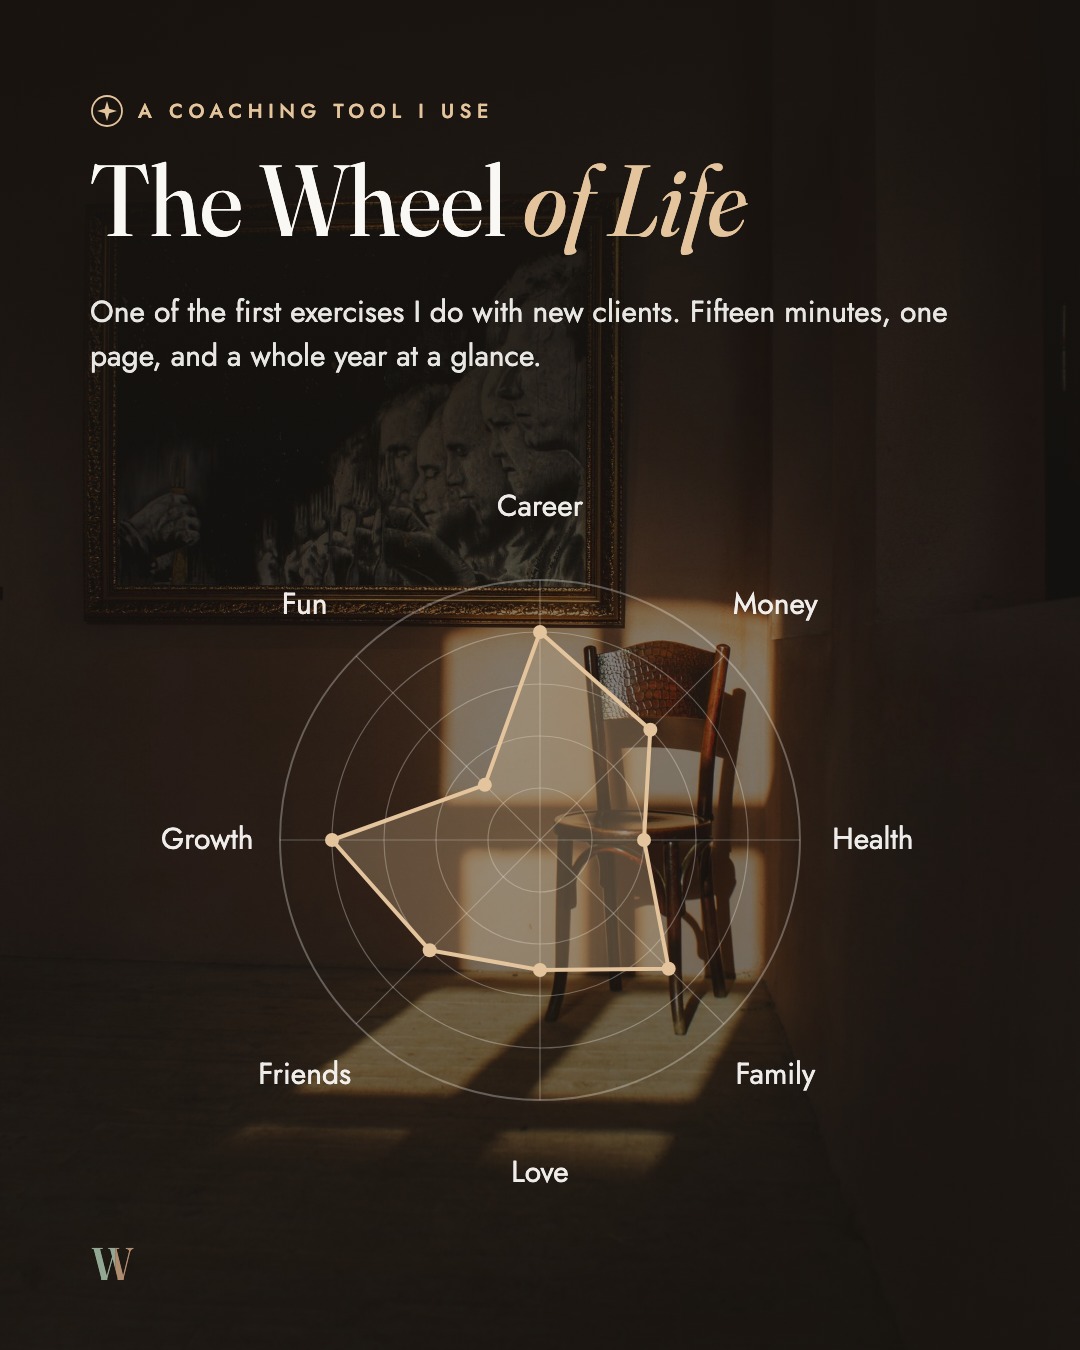 A COACHING TOOL I USE
The Wheel of Life
One of the first exercises I do with new clients. Fifteen minutes, one
page, and a whole year at a glance.
Career
Fun
Money
Growth
Health
Friends
Family
Love
W